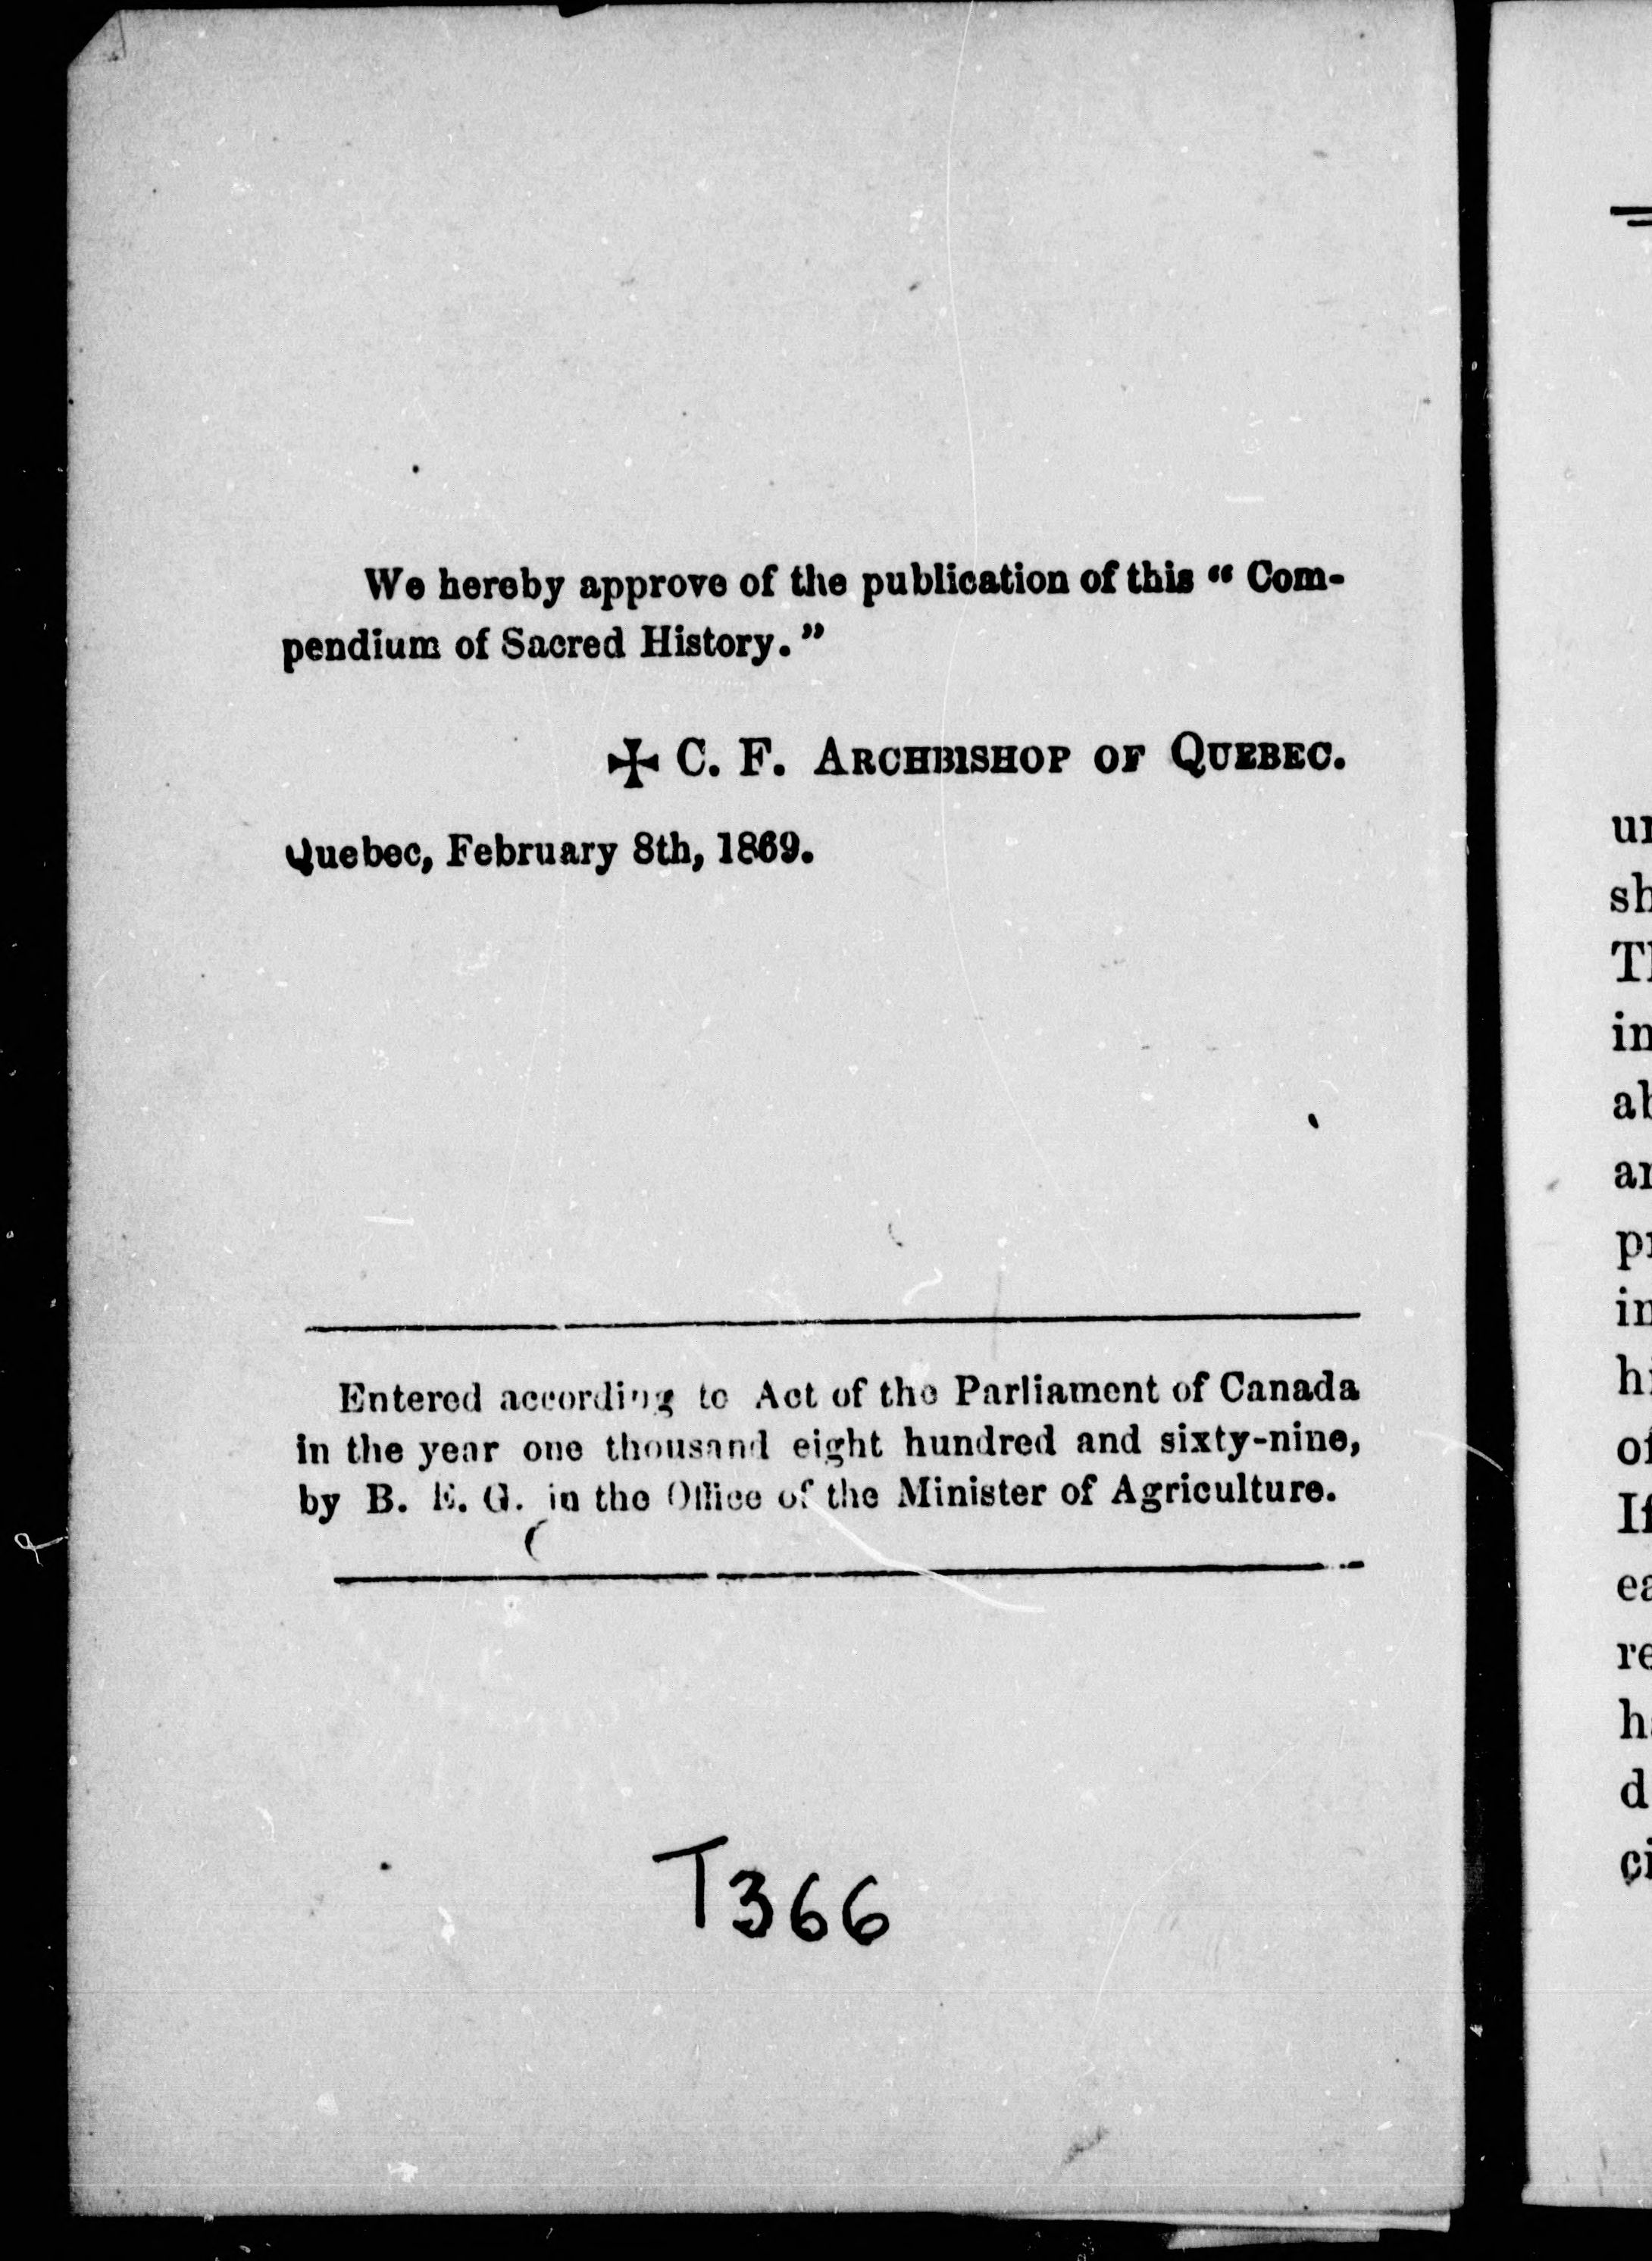 We hereby approve of the publication of this “ Com-
pendium of Sacred History. ”
✠ C. F. ARCHBISHOP OF QUEBEC.
Quebec, February 8th, 1869.
Entered according to Act of the Parliament of Canada
in the year one thousand eight hundred and sixty-nine,
by B. E. G. in the Office of the Minister of Agriculture.
T366